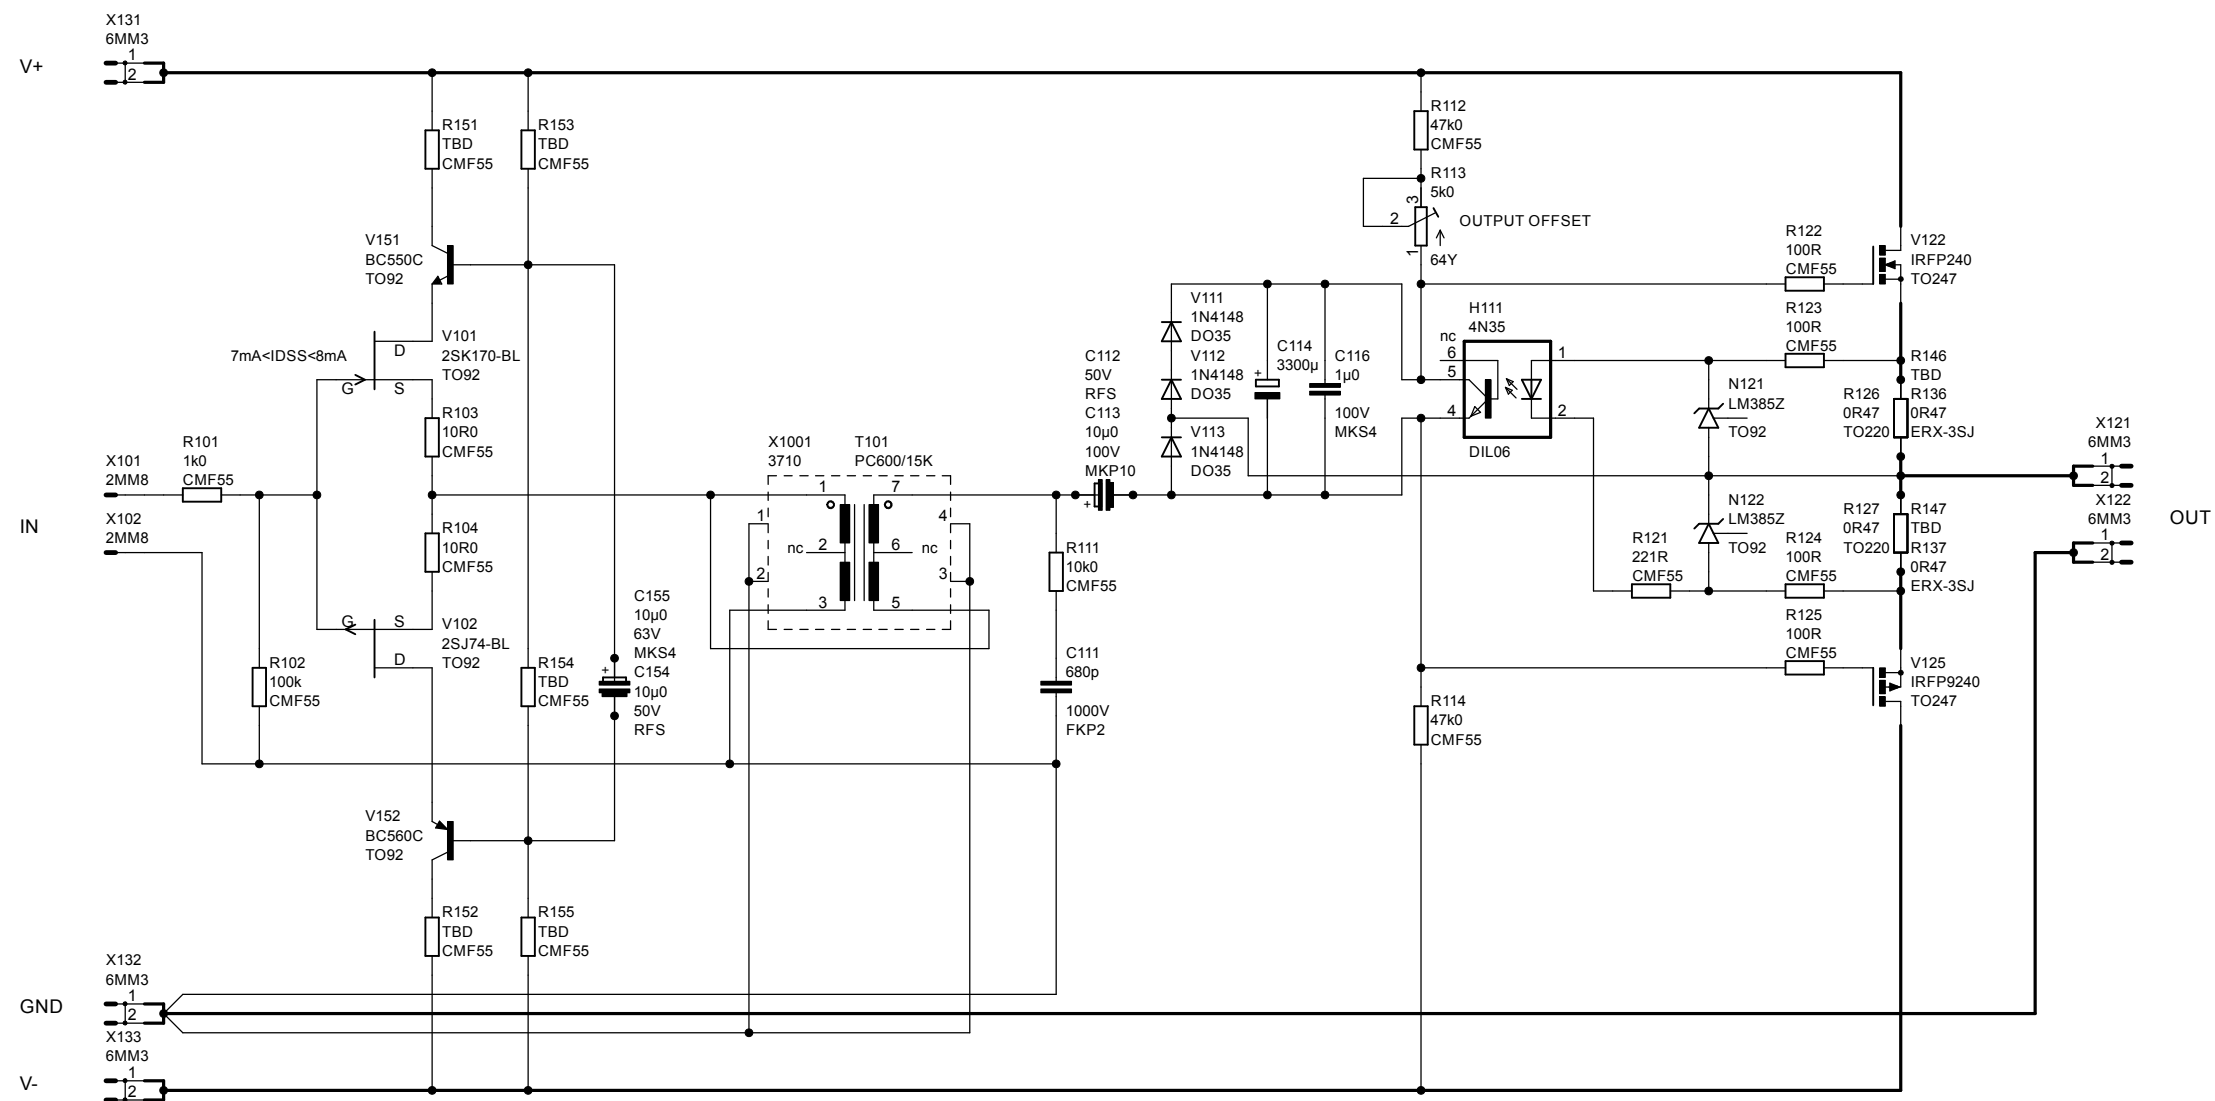 X131
6MM3
1
2
V+
R151
TBD
CMF55
R153
TBD
CMF55
R112
47k0
CMF55
R113
5k0
3
2
1
64Y
OUTPUT OFFSET
V151
BC550C
TO92
R122
100R
CMF55
V122
IRFP240
TO247
7mA<IDSS<8mA
D
G
S
V101
2SK170-BL
TO92
V111
1N4148
DO35
V112
1N4148
DO35
V113
1N4148
DO35
C114
3300µ
+
C116
1µ0
100V
MKS4
H111
4N35
nc
6
5
4
1
2
DIL06
R123
100R
CMF55
N121
LM385Z
TO92
R146
TBD
R126
0R47
TO220
R136
0R47
ERX-3SJ
R103
10R0
CMF55
C112
50V
RFS
C113
10µ0
100V
MKP10
+
R101
1k0
CMF55
X101
2MM8
IN
X102
2MM8
X1001
3710
T101
PC600/15K
1
7
1
4
nc
2
6
nc
2
3
3
5
X121
6MM3
1
2
X122
6MM3
1
2
OUT
R104
10R0
CMF55
R111
10k0
CMF55
N122
LM385Z
TO92
R121
221R
CMF55
R124
100R
CMF55
R127
0R47
TO220
R147
TBD
R137
0R47
ERX-3SJ
G
S
D
V102
2SJ74-BL
TO92
R102
100k
CMF55
R154
TBD
CMF55
C155
10µ0
63V
MKS4
+
C154
10µ0
50V
RFS
C111
680p
1000V
FKP2
R125
100R
CMF55
V125
IRFP9240
TO247
R114
47k0
CMF55
V152
BC560C
TO92
R152
TBD
CMF55
R155
TBD
CMF55
X132
6MM3
1
2
GND
X133
6MM3
1
2
V-